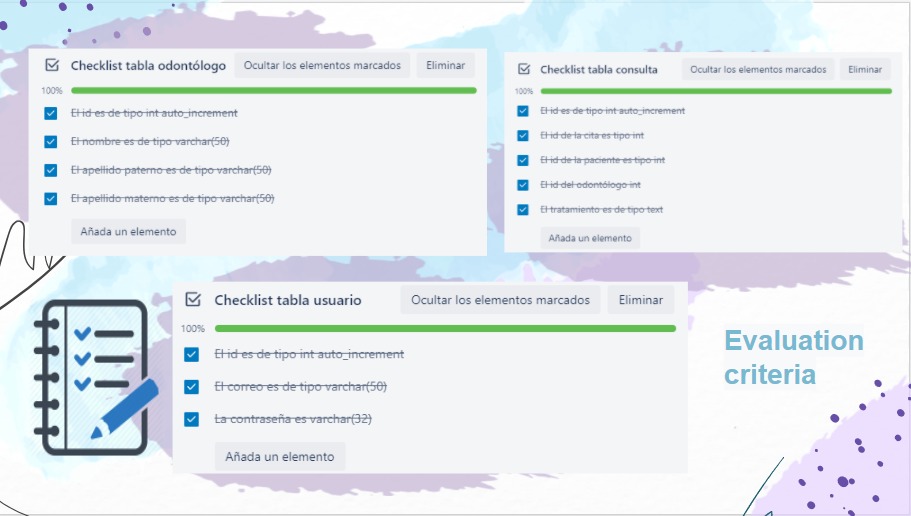 Checklist tabla odontólogo
Ocultar los elementos marcados
Eliminar
100%
El id es de tipo int auto_increment
El nombre es de tipo varchar(50)
El apellido paterno es de tipo varchar(50)
El apellido materno es de tipo varchar(50)
Añada un elemento
Checklist tabla consulta
Ocultar los elementos marcados
Eliminar
100%
El id es de tipo int auto_increment
El id de la cita es tipo int
El id de la paciente es tipo int
El id del odontólogo int
El tratamiento es de tipo text
Añada un elemento
Checklist tabla usuario
Ocultar los elementos marcados
Eliminar
100%
El id es de tipo int auto_increment
El correo es de tipo varchar(50)
La contraseña es varchar(32)
Añada un elemento
Evaluation
criteria